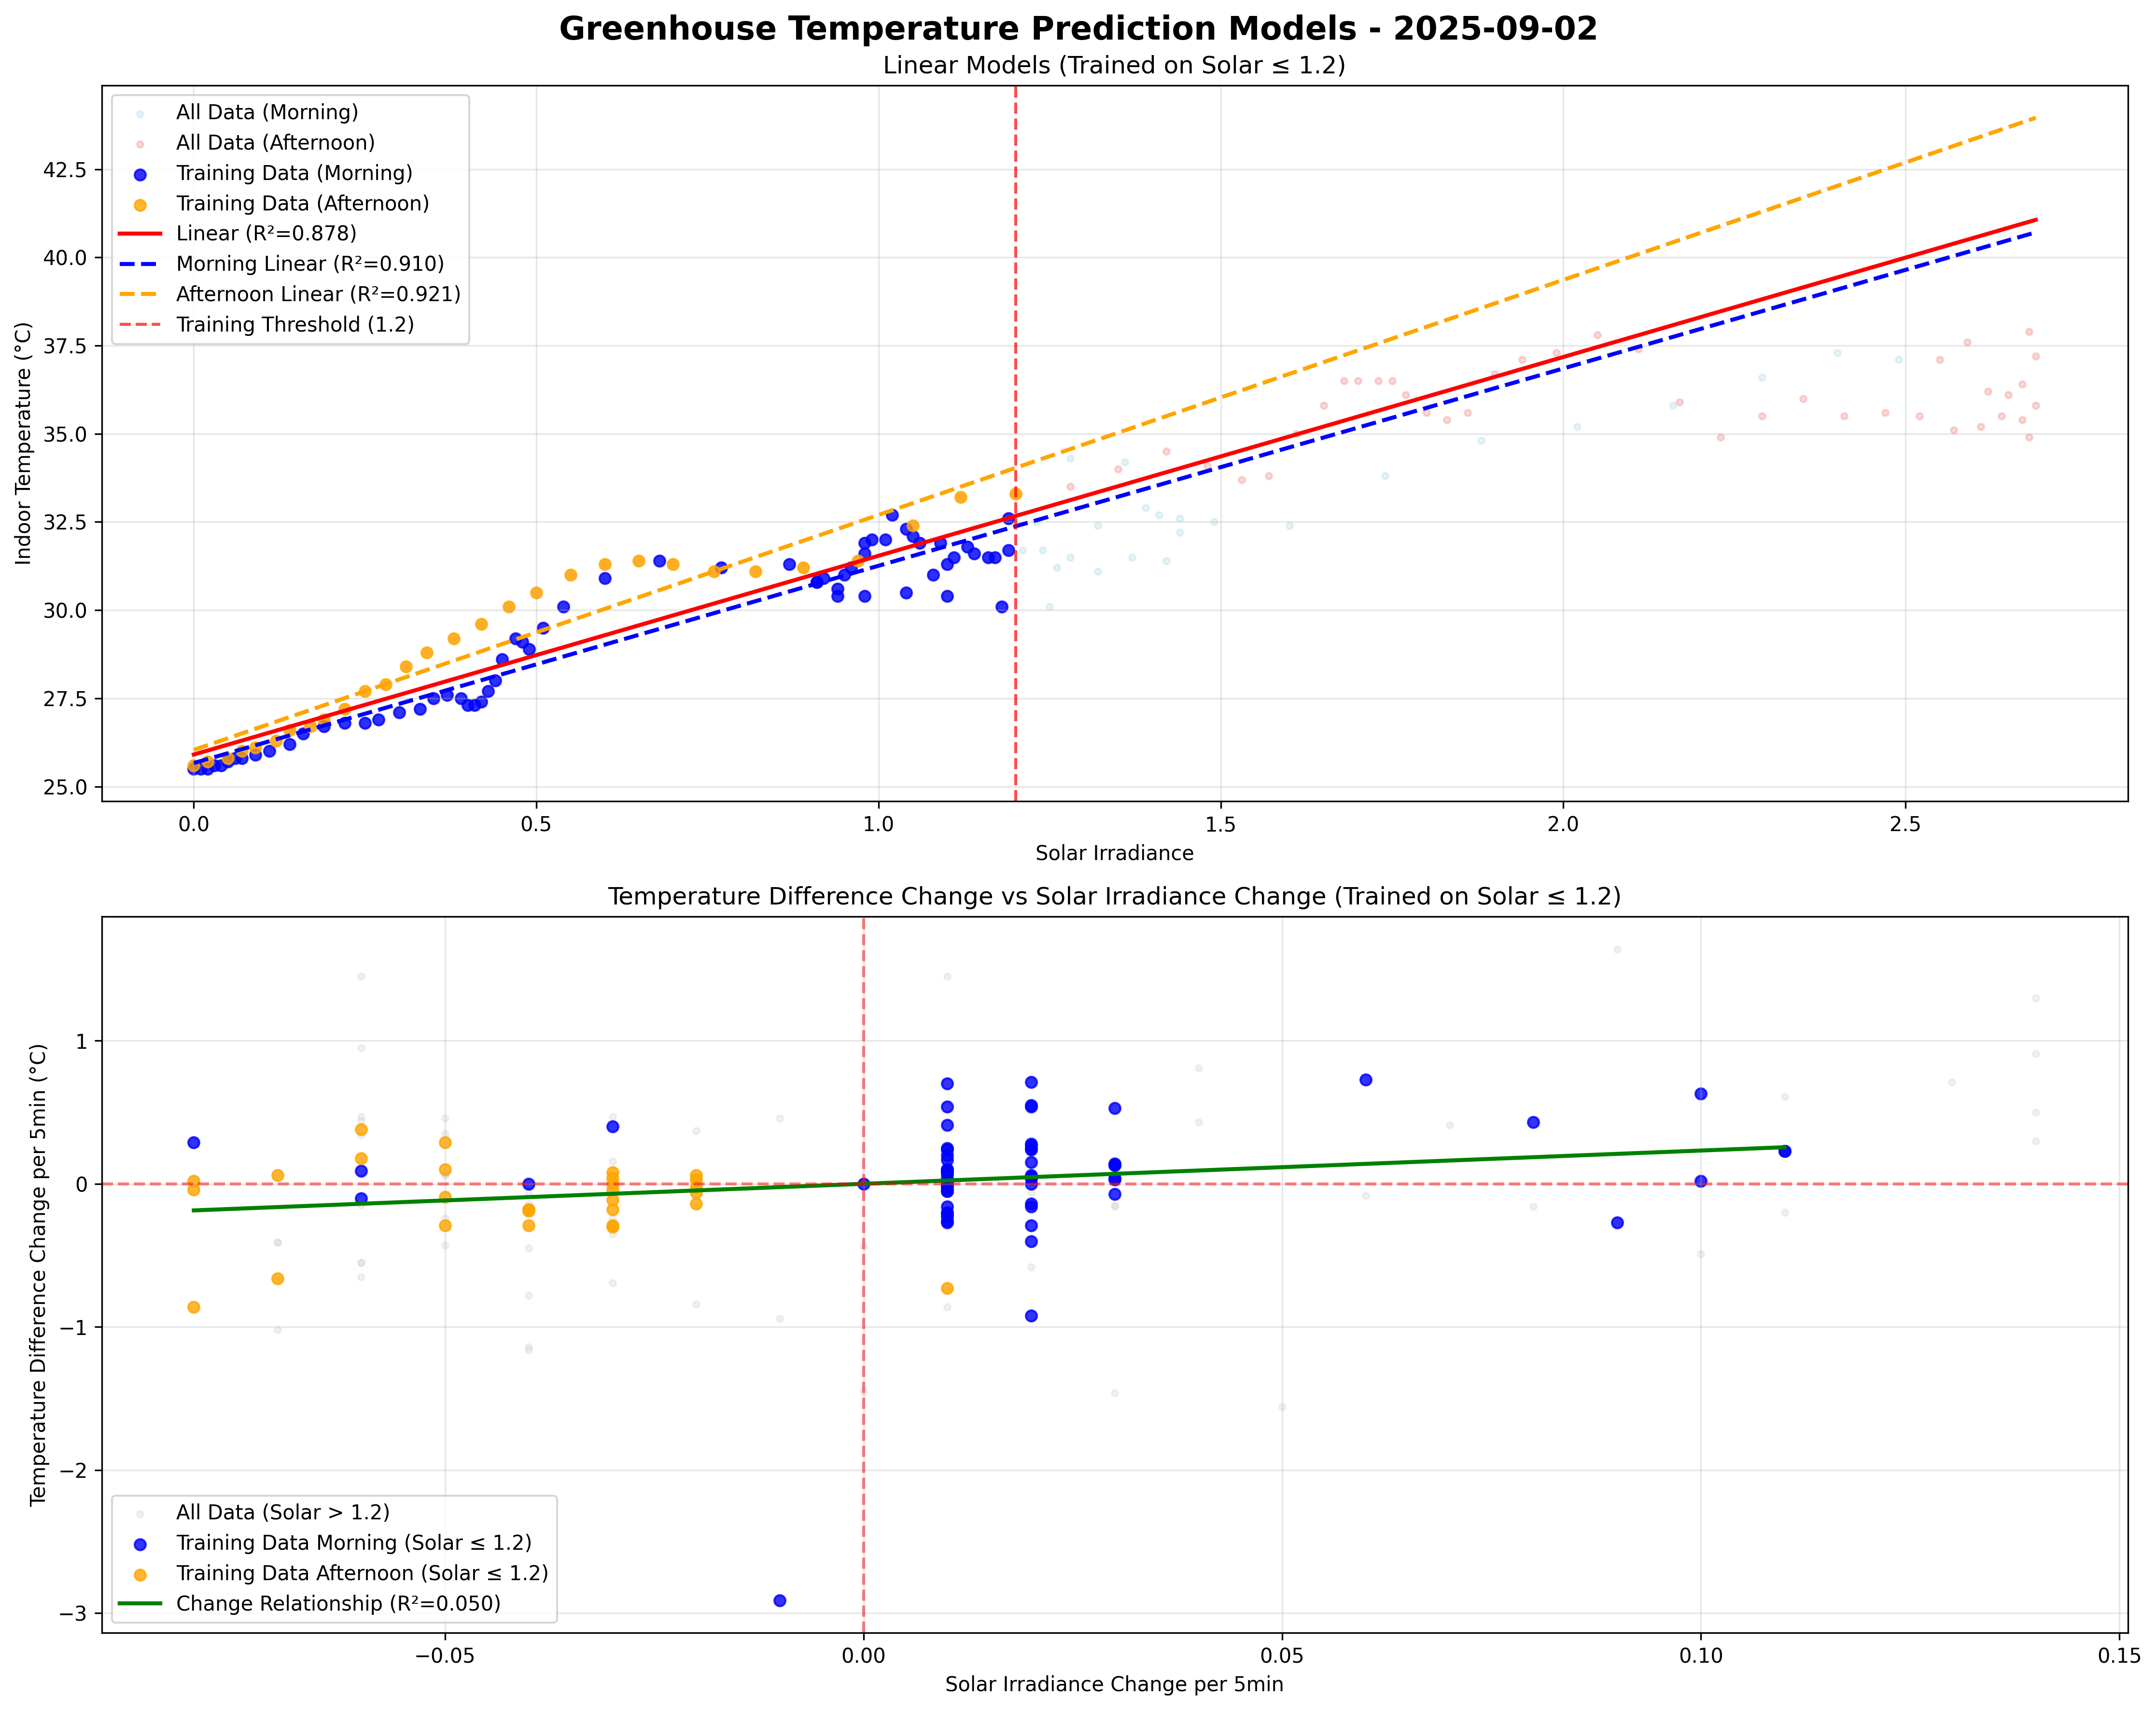 Greenhouse Temperature Prediction Models - 2025-09-02
Linear Models (Trained on Solar ≤ 1.2)
All Data (Morning)
All Data (Afternoon)
Training Data (Morning)
Training Data (Afternoon)
Linear (R²=0.878)
Morning Linear (R²=0.910)
Afternoon Linear (R²=0.921)
Training Threshold (1.2)
Indoor Temperature (°C)
42.5
40.0
37.5
35.0
32.5
30.0
27.5
25.0
0.0 0.5 1.0 1.5 2.0 2.5
Solar Irradiance
Temperature Difference Change vs Solar Irradiance Change (Trained on Solar ≤ 1.2)
Temperature Difference Change per 5min (°C)
1
0
−1
−2
−3
All Data (Solar > 1.2)
Training Data Morning (Solar ≤ 1.2)
Training Data Afternoon (Solar ≤ 1.2)
Change Relationship (R²=0.050)
−0.05 0.00 0.05 0.10 0.15
Solar Irradiance Change per 5min